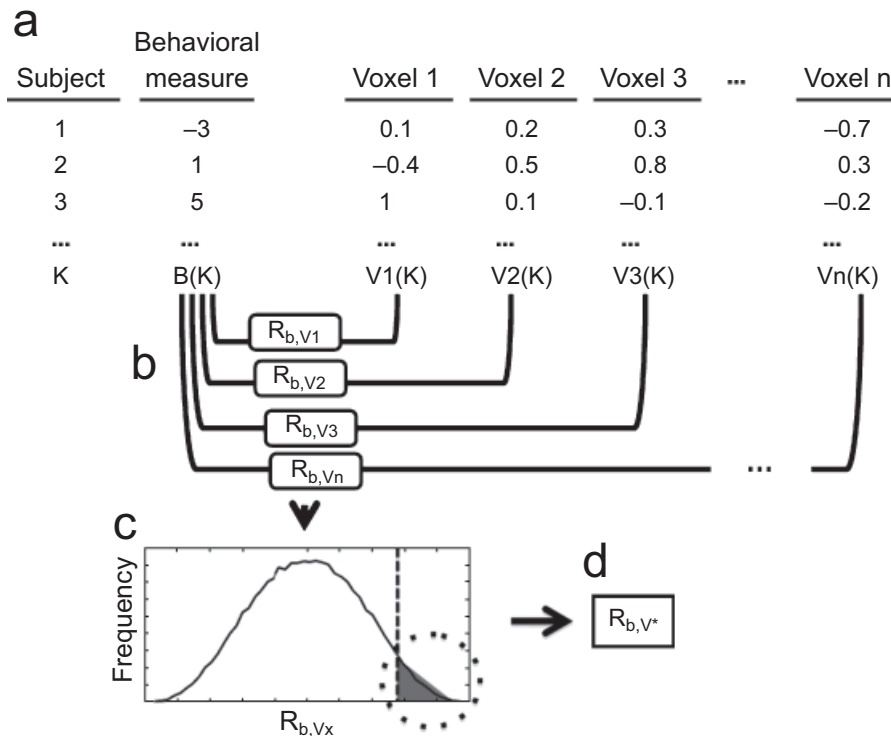 a
Behavioral
Subject measure Voxel 1 Voxel 2 Voxel 3 ... Voxel n
1 –3 0.1 0.2 0.3 –0.7
2 1 –0.4 0.5 0.8 0.3
3 5 1 0.1 –0.1 –0.2
... ... ... ... ... ...
K B(K) V1(K) V2(K) V3(K) Vn(K)
R_b,V1
b
R_b,V2
R_b,V3
R_b,Vn ...
c
d
Frequency
R_b,V*
R_b,Vx